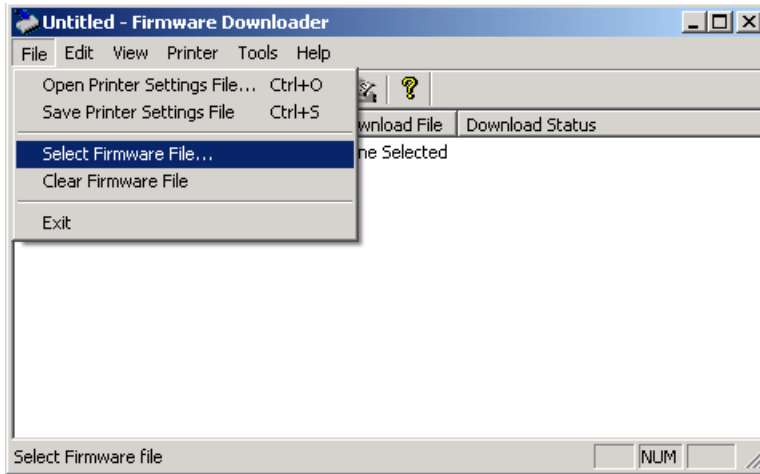 Untitled - Firmware Downloader
File Edit View Printer Tools Help
Open Printer Settings File... Ctrl+O
Save Printer Settings File Ctrl+S
wnload File Download Status
Select Firmware File...
ne Selected
Clear Firmware File
Exit
Select Firmware file NUM